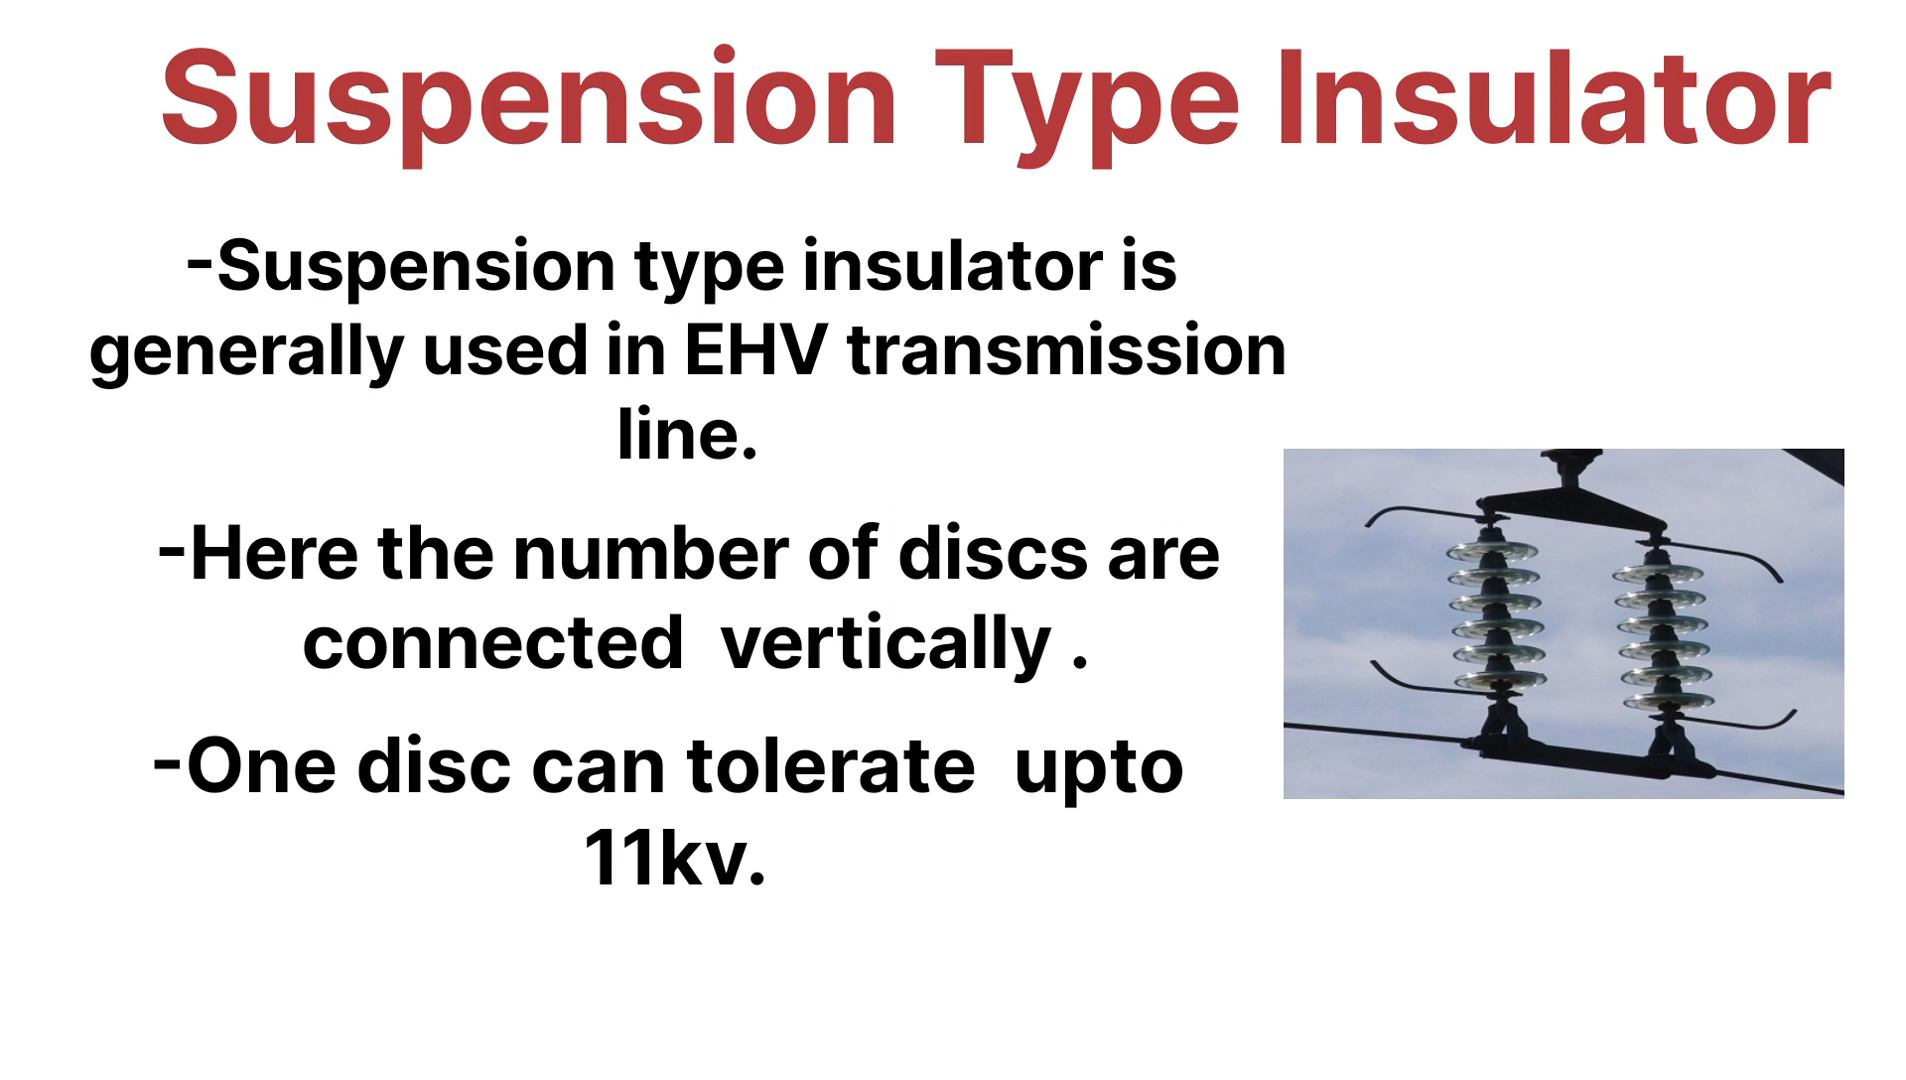 Suspension Type Insulator
-Suspension type insulator is
generally used in EHV transmission
line.
-Here the number of discs are
connected  vertically .
-One disc can tolerate  upto
11kv.